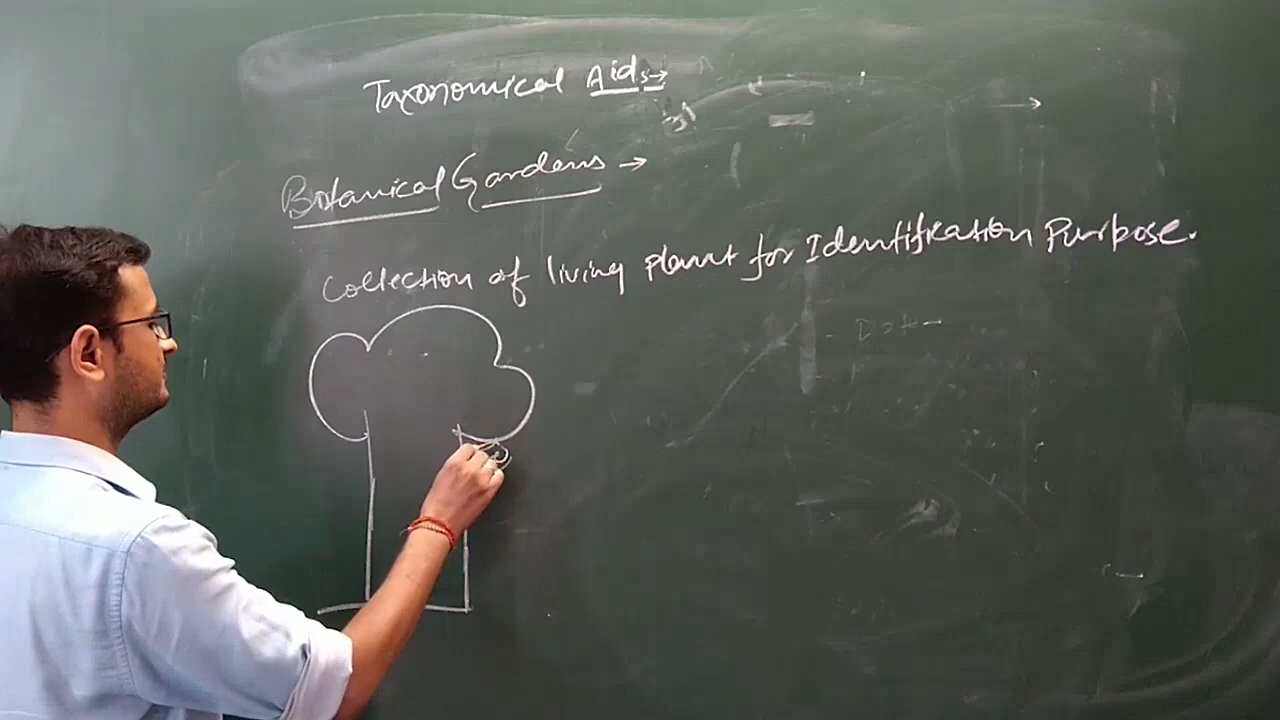 Taxonomical Aids→
Botanical Gardens →
Collection of living plant for Identification Purpose.